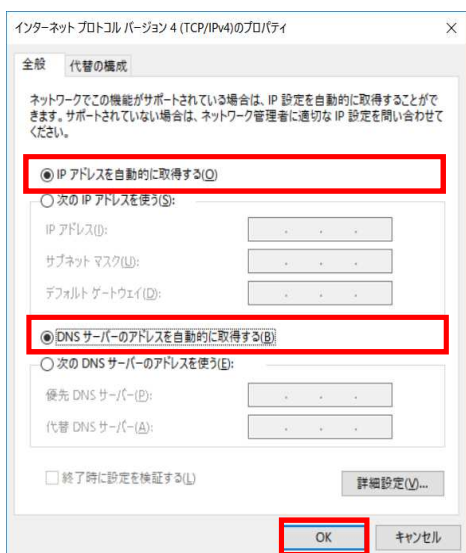 インターネット プロトコル バージョン 4 (TCP/IPv4)のプロパティ
全般 代替の構成
ネットワークでこの機能がサポートされている場合は、IP 設定を自動的に取得することがで
きます。サポートされていない場合は、ネットワーク管理者に適切な IP 設定を問い合わせて
ください。
IP アドレスを自動的に取得する(O)
次の IP アドレスを使う(S):
IP アドレス(I):
サブネット マスク(U):
デフォルト ゲートウェイ(D):
DNS サーバーのアドレスを自動的に取得する(B)
次の DNS サーバーのアドレスを使う(E):
優先 DNS サーバー(P):
代替 DNS サーバー(A):
終了時に設定を検証する(L)
詳細設定(V)...
OK キャンセル